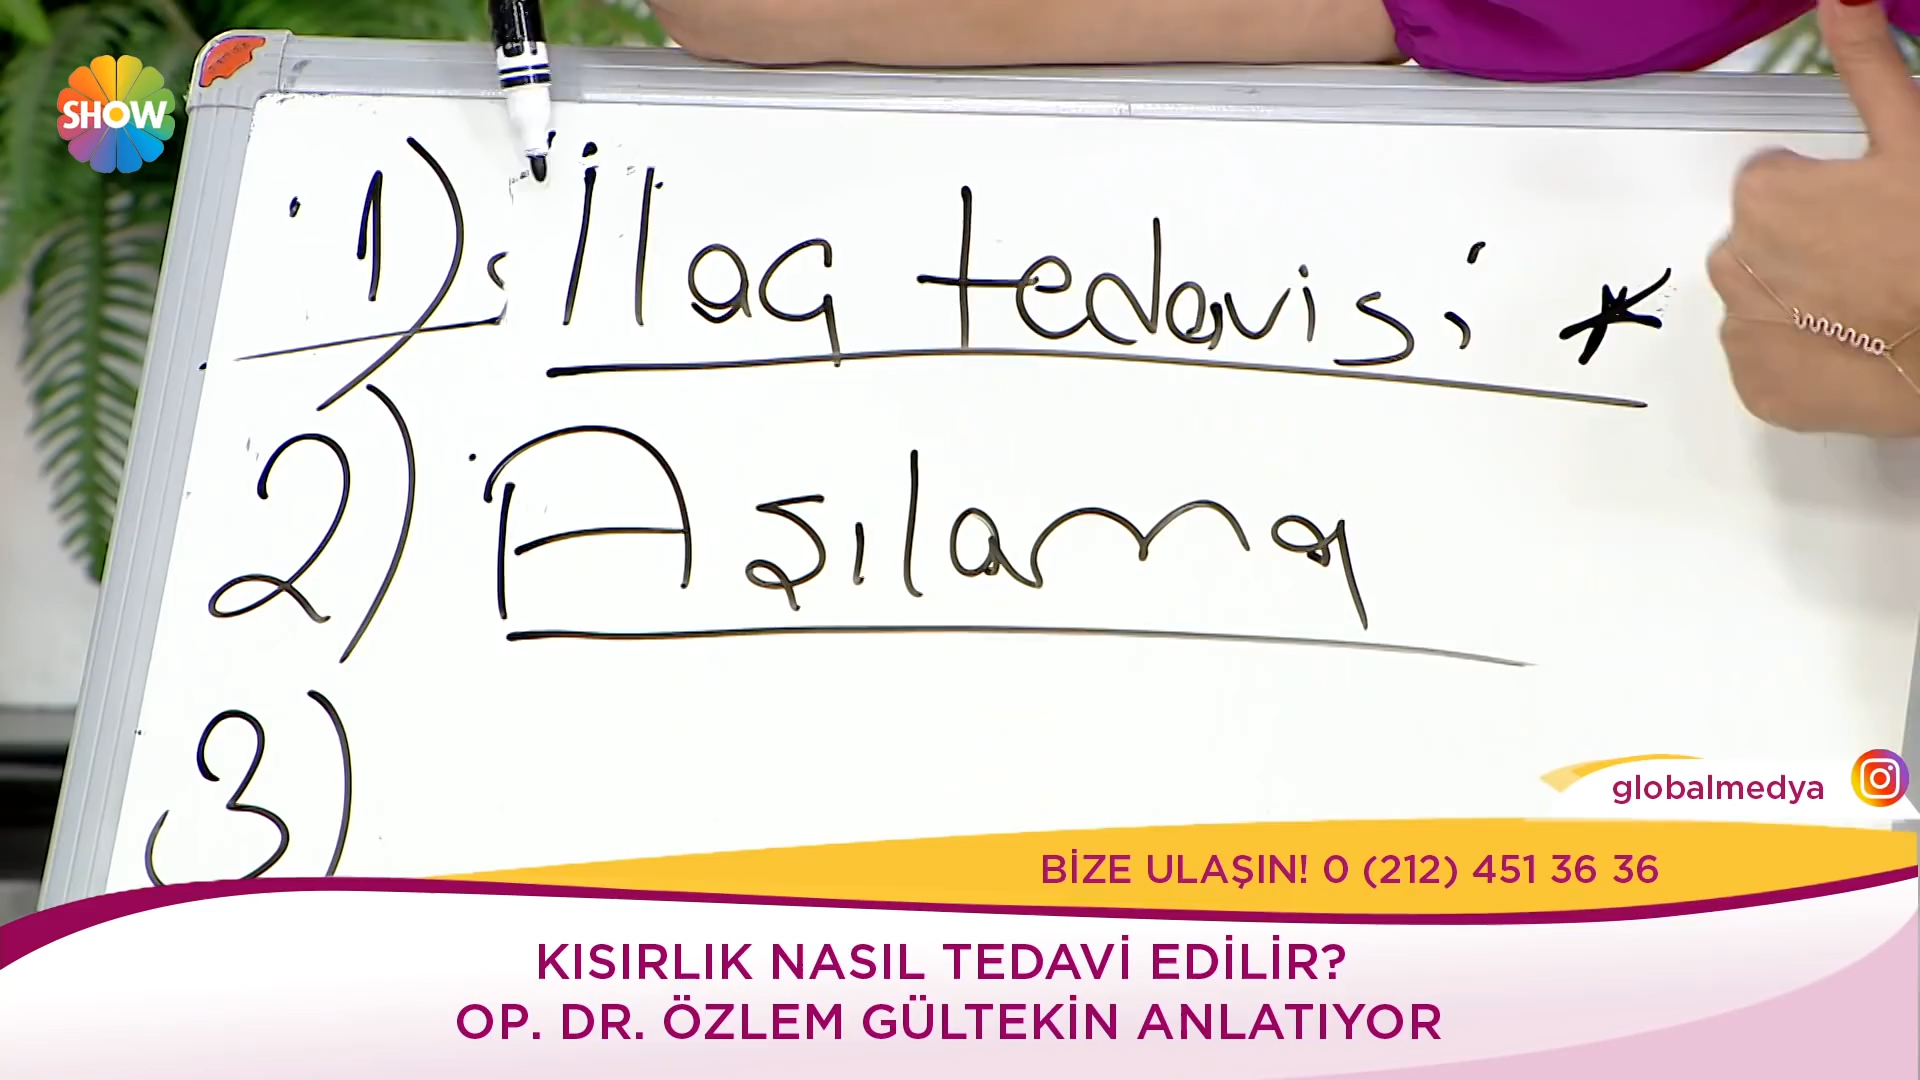 SHOW
1) İlaç tedavisi *
2) Aşılama
3)
globalmedya
BİZE ULAŞIN! 0 (212) 451 36 36
KISIRLIK NASIL TEDAVİ EDİLİR?
OP. DR. ÖZLEM GÜLTEKİN ANLATIYOR